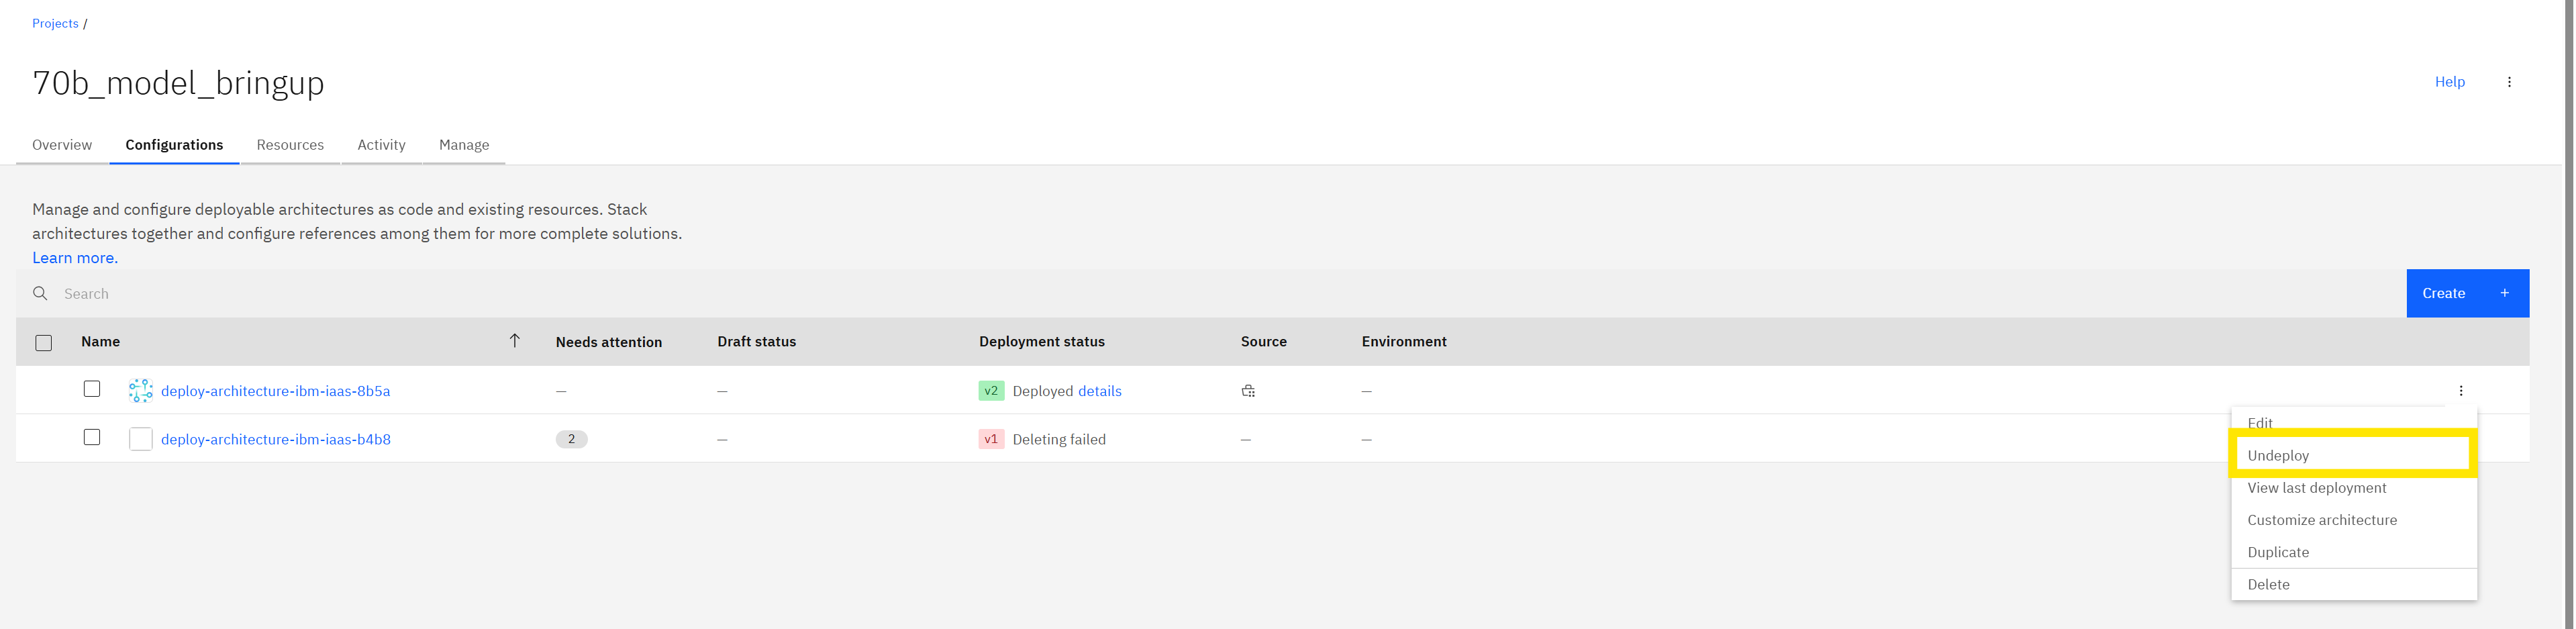 Projects /
70b_model_bringup
Help
Overview Configurations Resources Activity Manage
Manage and configure deployable architectures as code and existing resources. Stack
architectures together and configure references among them for more complete solutions.
Learn more.
Search
Create +
Name Needs attention Draft status Deployment status Source Environment
deploy-architecture-ibm-iaas-8b5a — — v2 Deployed details —
deploy-architecture-ibm-iaas-b4b8 2 — v1 Deleting failed — —
Edit
Undeploy
View last deployment
Customize architecture
Duplicate
Delete